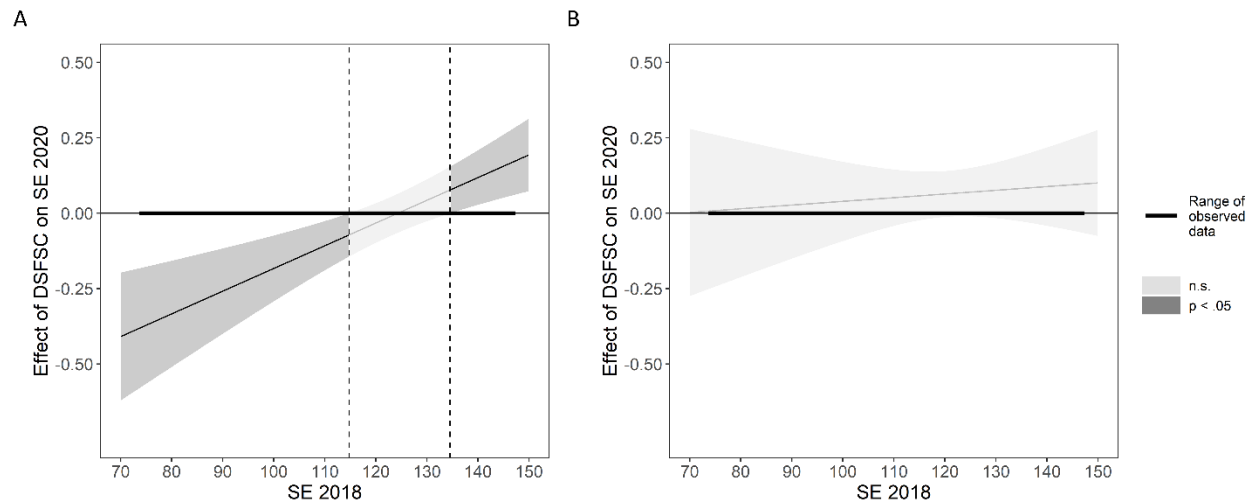 A
0.50
0.25
0.00
-0.25
-0.50
Effect of DSFSC on SE 2020
70 80 90 100 110 120 130 140 150
SE 2018
B
0.50
0.25
0.00
-0.25
-0.50
Effect of DSFSC on SE 2020
70 80 90 100 110 120 130 140 150
SE 2018
Range of
observed
data
n.s.
p < .05